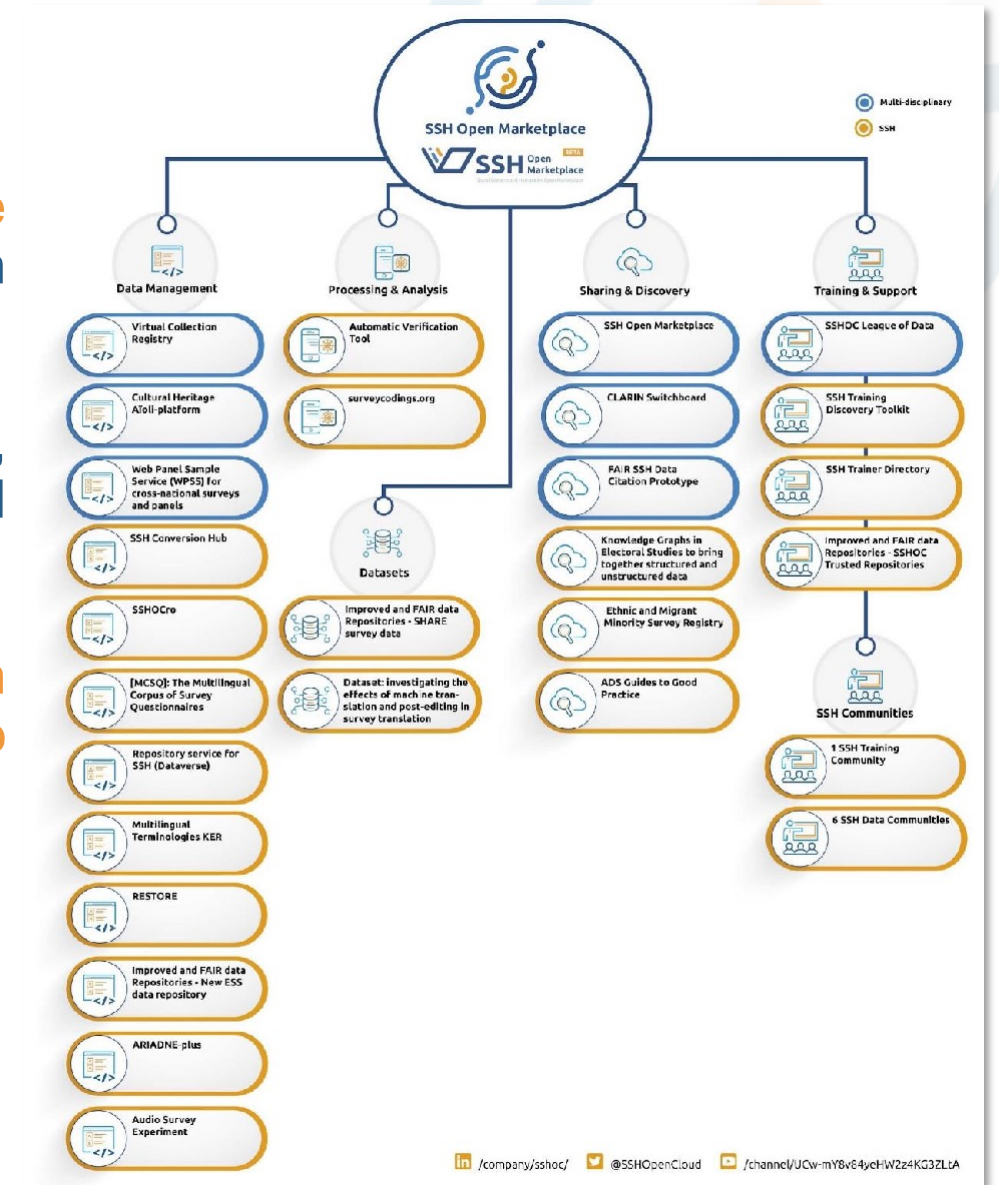 SSH Open Marketplace
SSH Open
Marketplace
BETA
Multi-disciplinary
SSH
Data Management
Virtual Collection
Registry
Cultural Heritage
AIoli-platform
Web Panel Sample
Service (WPSS) for
cross-national surveys
and panels
SSH Conversion Hub
SSHOCro
[MCSQ]: The Multilingual
Corpus of Survey
Questionnaires
Repository service for
SSH (Dataverse)
Multilingual
Terminologies KER
RESTORE
Improved and FAIR data
Repositories - New ESS
data repository
ARIADNE-plus
Audio Survey
Experiment
Processing & Analysis
Automatic Verification
Tool
surveycodings.org
Datasets
Improved and FAIR data
Repositories - SHARE
survey data
Dataset: investigating the
effects of machine tran-
slation and post-editing in
survey translation
Sharing & Discovery
SSH Open Marketplace
CLARIN Switchboard
FAIR SSH Data
Citation Prototype
Knowledge Graphs in
Electoral Studies to bring
together structured and
unstructured data
Ethnic and Migrant
Minority Survey Registry
ADS Guides to Good
Practice
Training & Support
SSHOC League of Data
SSH Training
Discovery Toolkit
SSH Trainer Directory
Improved and FAIR data
Repositories - SSHOC
Trusted Repositories
SSH Communities
1 SSH Training
Community
6 SSH Data Communities
in /company/sshoc/
@SSHOpenCloud